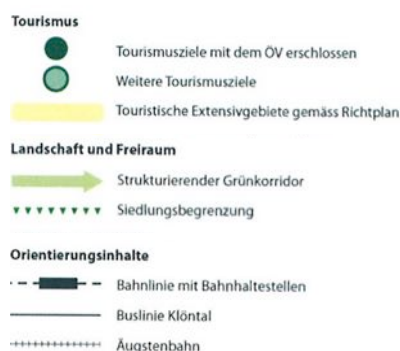 Tourismus
Tourismusziele mit dem ÖV erschlossen
Weitere Tourismusziele
Touristische Extensivgebiete gemäss Richtplan
Landschaft und Freiraum
Strukturierender Grünkorridor
Siedlungsbegrenzung
Orientierungsinhalte
Bahnlinie mit Bahnhaltestellen
Buslinie Klöntal
Äugstenbahn